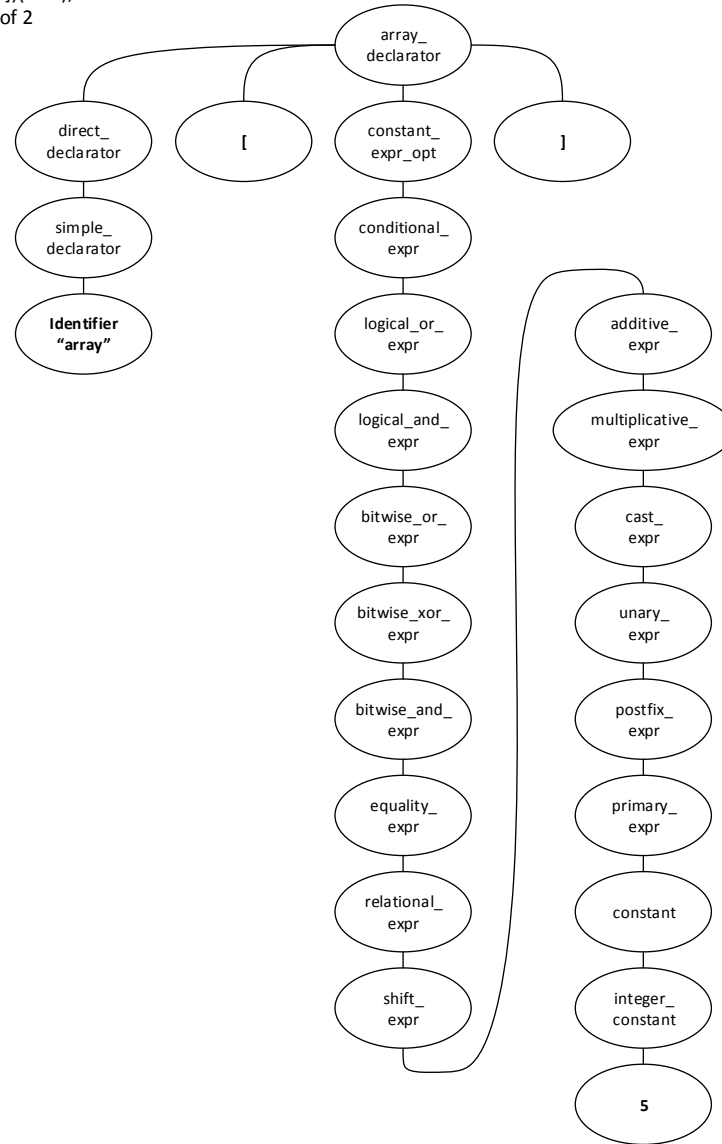 of 2
array_
declarator
direct_
declarator
[
constant_
expr_opt
]
simple_
declarator
conditional_
expr
Identifier
“array”
logical_or_
expr
additive_
expr
logical_and_
expr
multiplicative_
expr
bitwise_or_
expr
cast_
expr
bitwise_xor_
expr
unary_
expr
bitwise_and_
expr
postfix_
expr
equality_
expr
primary_
expr
relational_
expr
constant
shift_
expr
integer_
constant
5